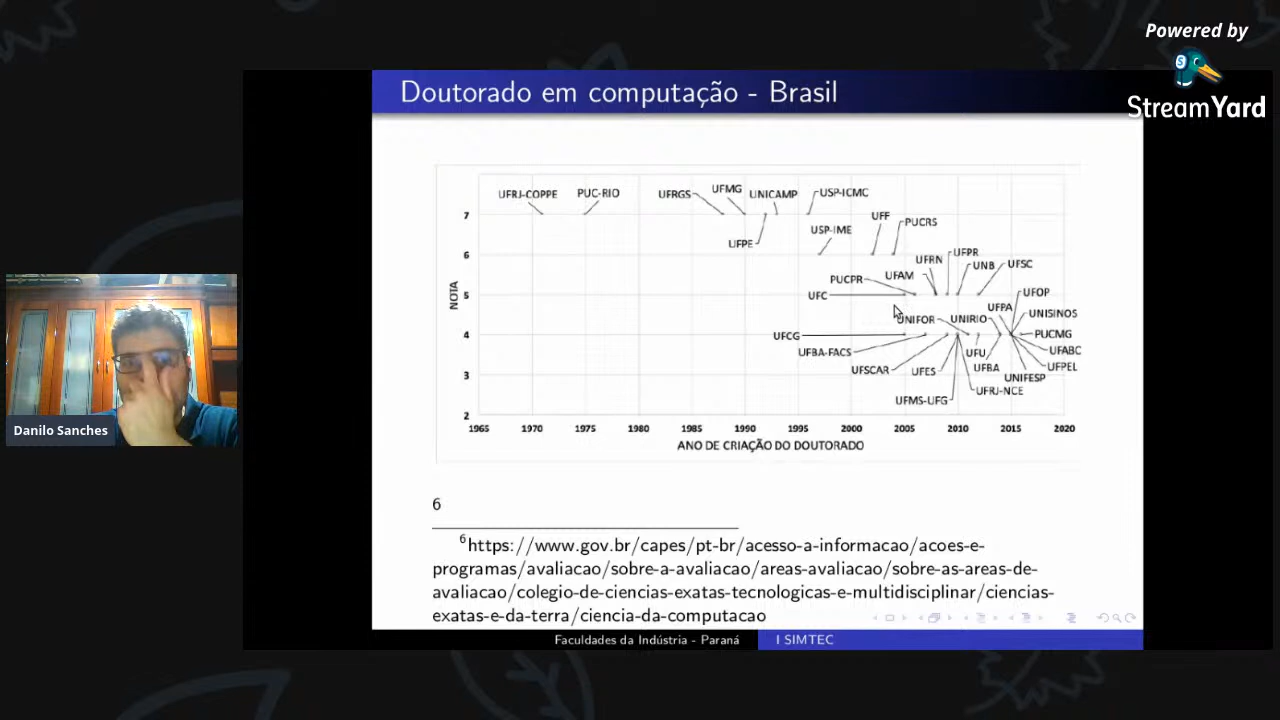 Powered by
StreamYard
Doutorado em computação - Brasil
UFRJ-COPPE
PUC-RIO
UFRGS
UFMG
UNICAMP
USP-ICMC
UFPE
USP-IME
UFF
PUCRS
UFRN
UFPR
UNB
UFSC
PUCPR
UFAM
UFC
UNIFOR
UNIRIO
UFPA
UFOP
UNISINOS
UFCG
PUCMG
UFBA-FACS
UFU
UFABC
UFSCAR
UFES
UFBA
UFPEL
UNIFESP
UFRJ-NCE
UFMS-UFG
NOTA
7
6
5
4
3
2
1965 1970 1975 1980 1985 1990 1995 2000 2005 2010 2015 2020
ANO DE CRIAÇÃO DO DOUTORADO
Danilo Sanches
6
6https://www.gov.br/capes/pt-br/acesso-a-informacao/acoes-e-
programas/avaliacao/sobre-a-avaliacao/areas-avaliacao/sobre-as-areas-de-
avaliacao/colegio-de-ciencias-exatas-tecnologicas-e-multidisciplinar/ciencias-
exatas-e-da-terra/ciencia-da-computacao
Faculdades da Indústria - Paraná
I SIMTEC